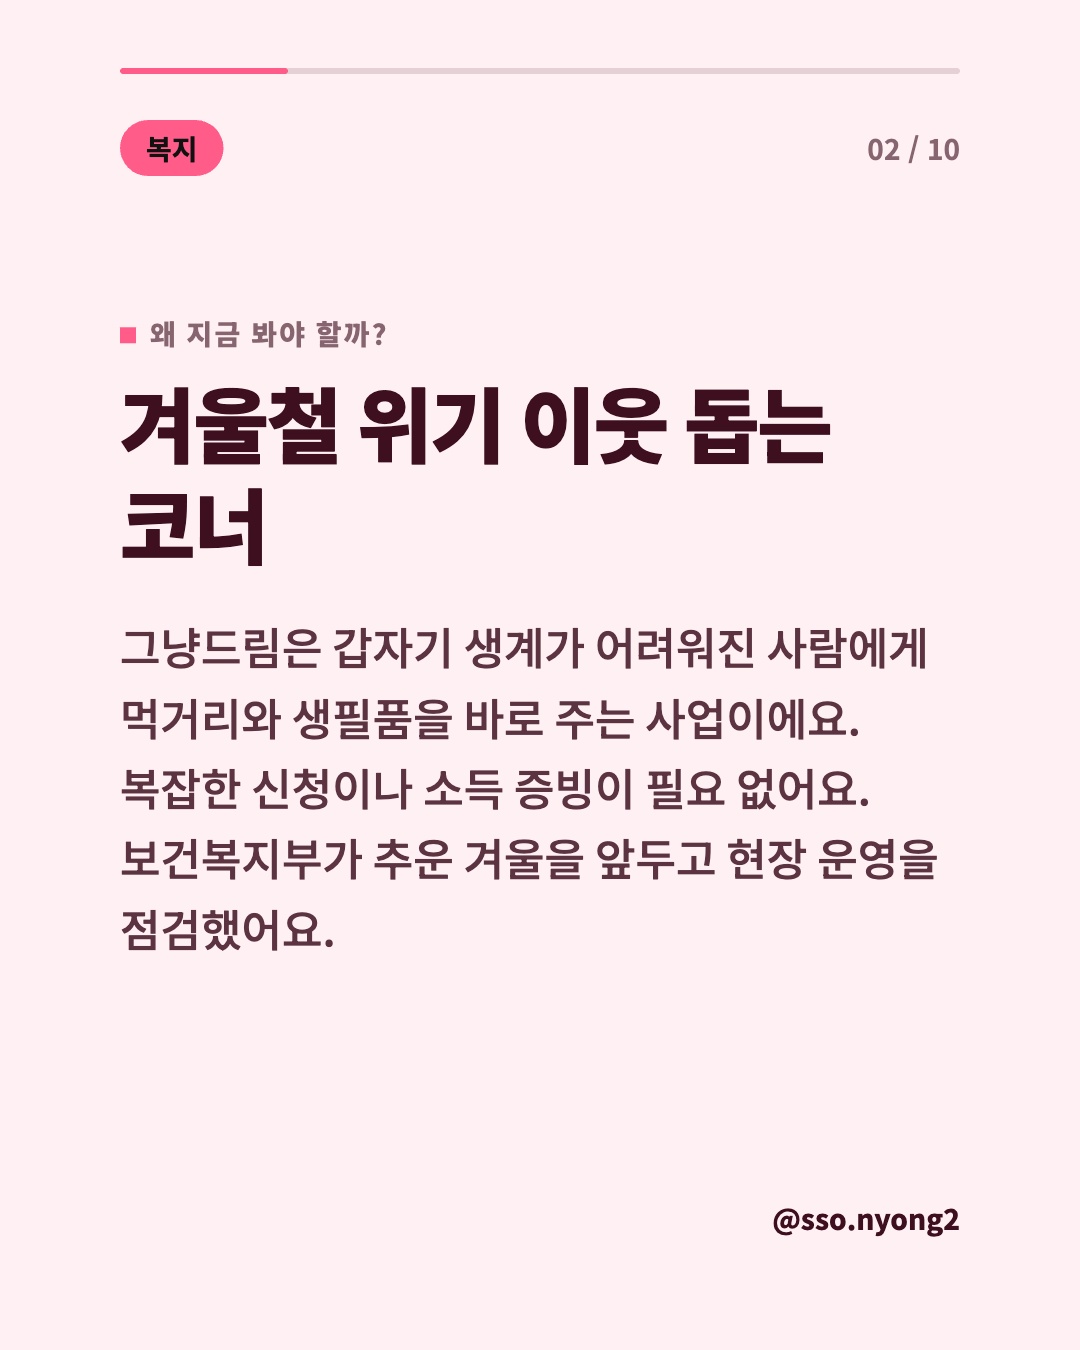 복지
02 / 10
왜 지금 봐야 할까?
겨울철 위기 이웃 돕는
코너
그냥드림은 갑자기 생계가 어려워진 사람에게
먹거리와 생필품을 바로 주는 사업이에요.
복잡한 신청이나 소득 증빙이 필요 없어요.
보건복지부가 추운 겨울을 앞두고 현장 운영을
점검했어요.
@sso.nyong2